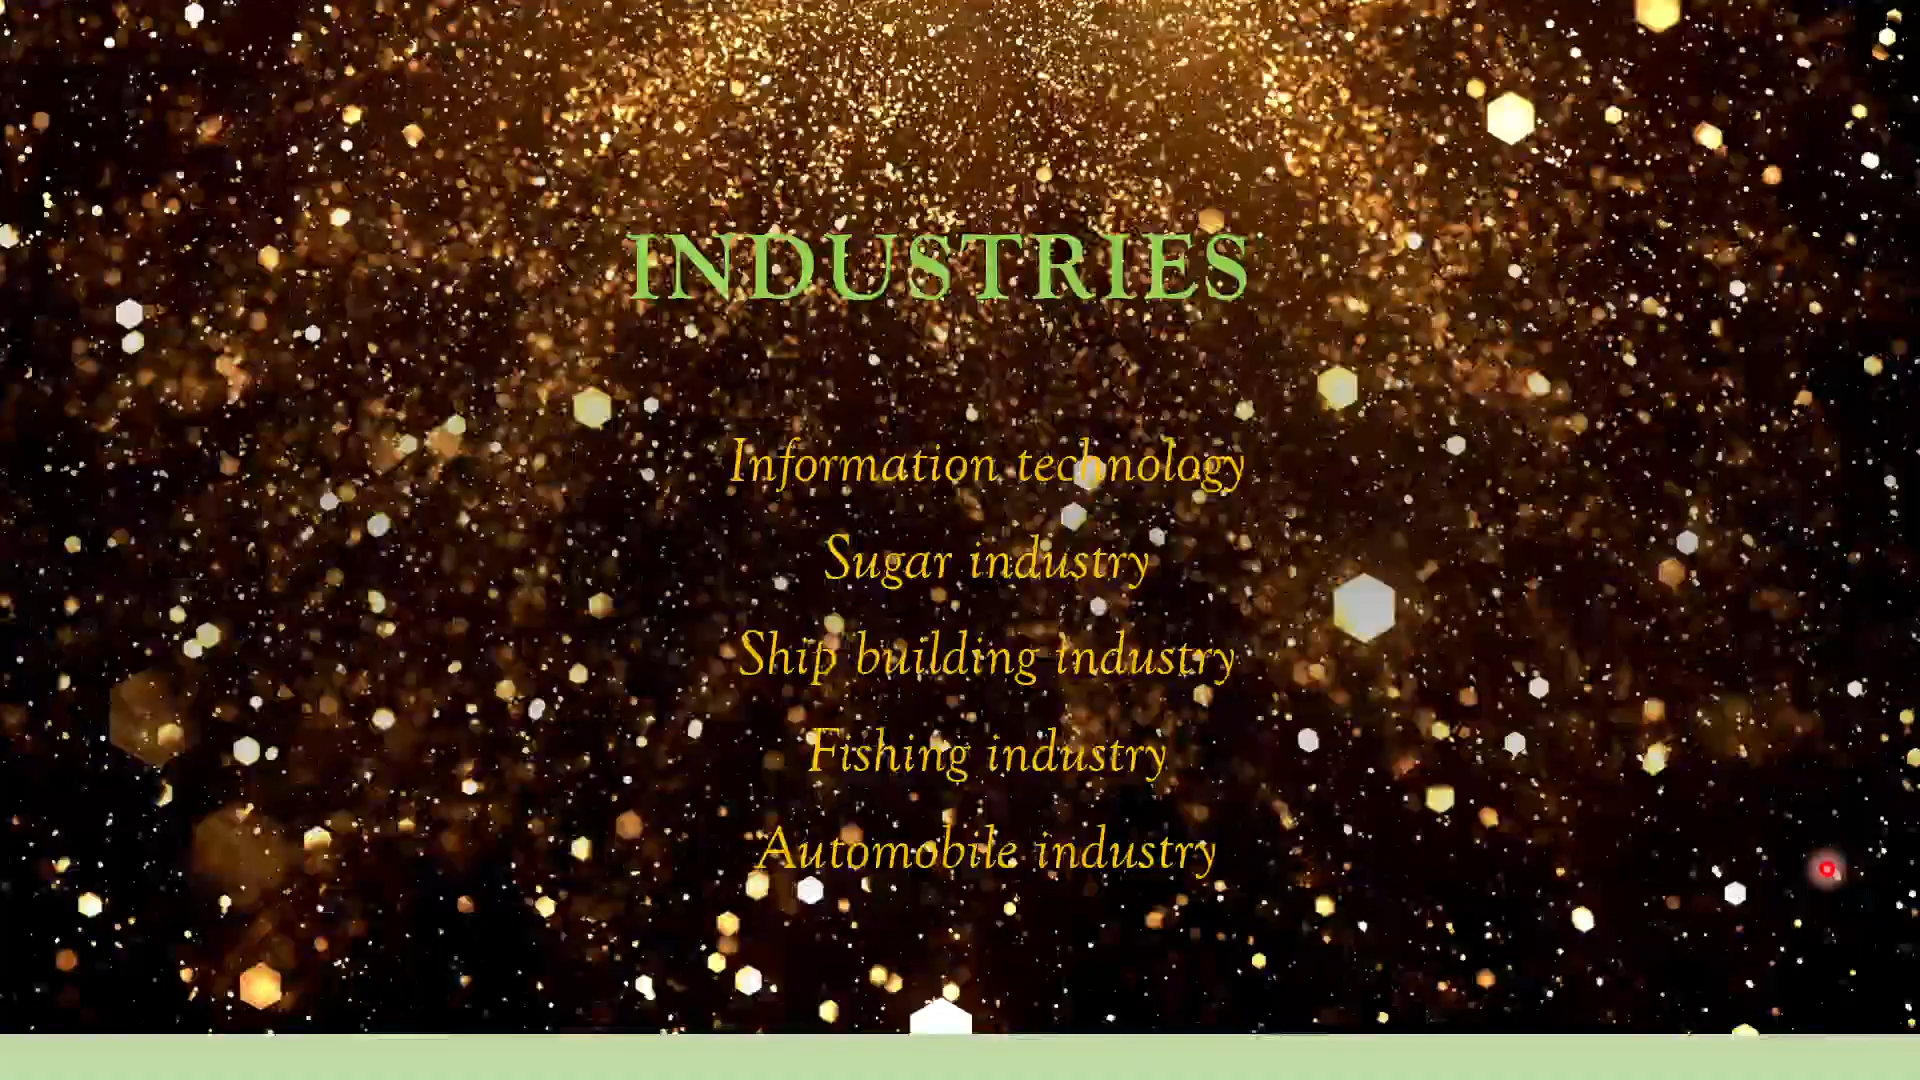 INDUSTRIES
Information technology
Sugar industry
Ship building industry
Fishing industry
Automobile industry